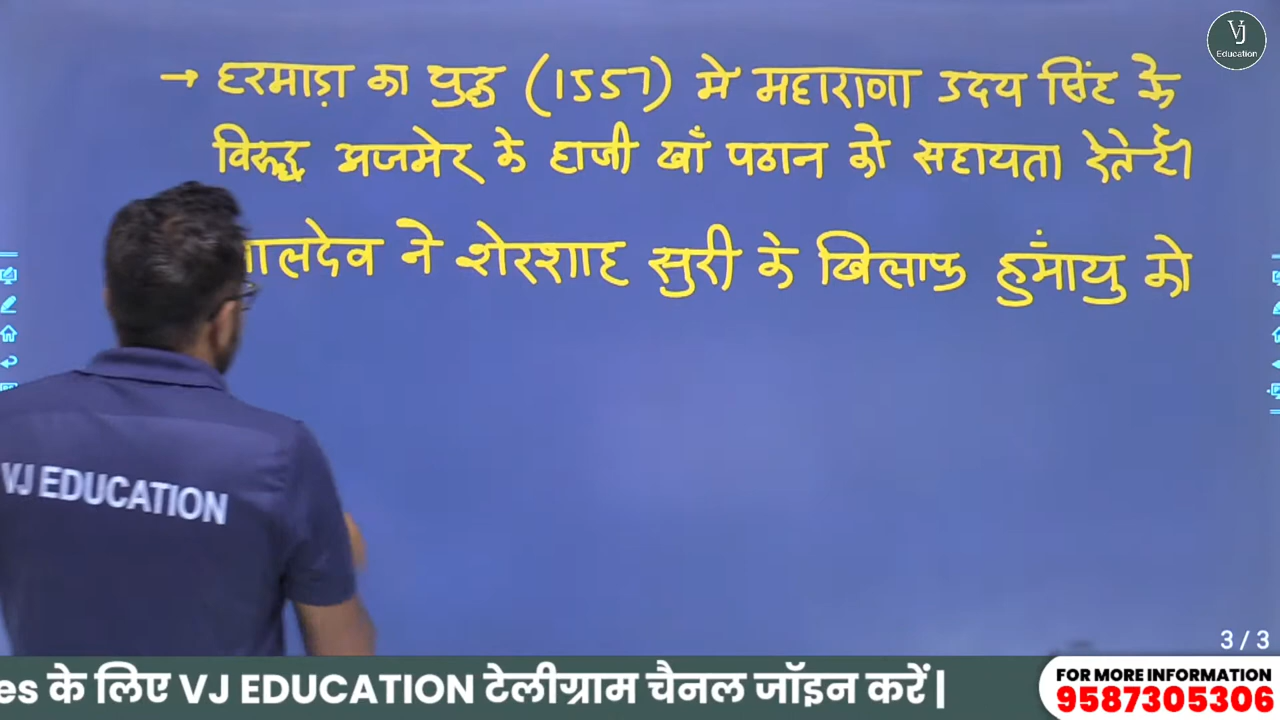 VJ
Education
→ हरमाड़ा का युद्ध (1557) मे महाराणा उदय सिंह के
विरुद्ध अजमेर के हाजी खाँ पठान को सहायता देते है।
मालदेव ने शेरशाह सुरी के खिलाफ हुँमायु को
VJ EDUCATION
3 / 3
es के लिए VJ EDUCATION टेलीग्राम चैनल जॉइन करें |
FOR MORE INFORMATION
9587305306